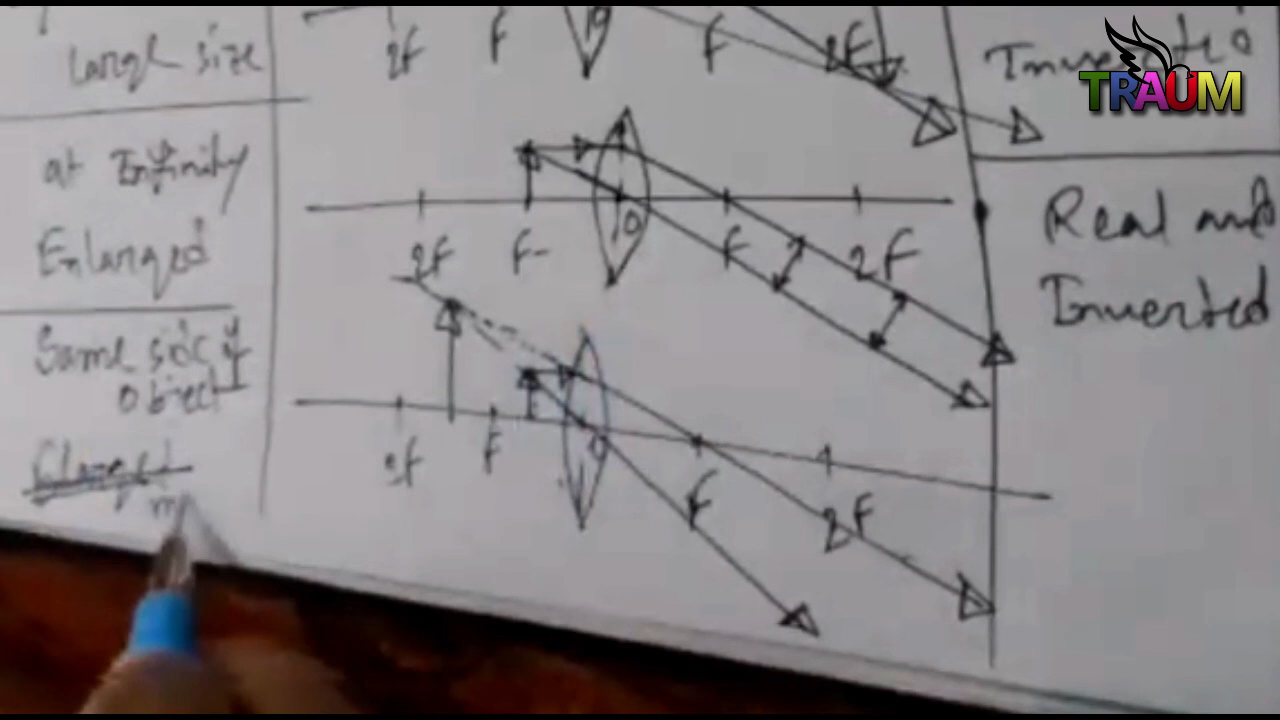 Large size
2F F O F 2F
Inverted
TRAUM
at Infinity
Enlarged
2F F O F 2F
Real and
Inverted
Same side of
object
2F F O F 2F